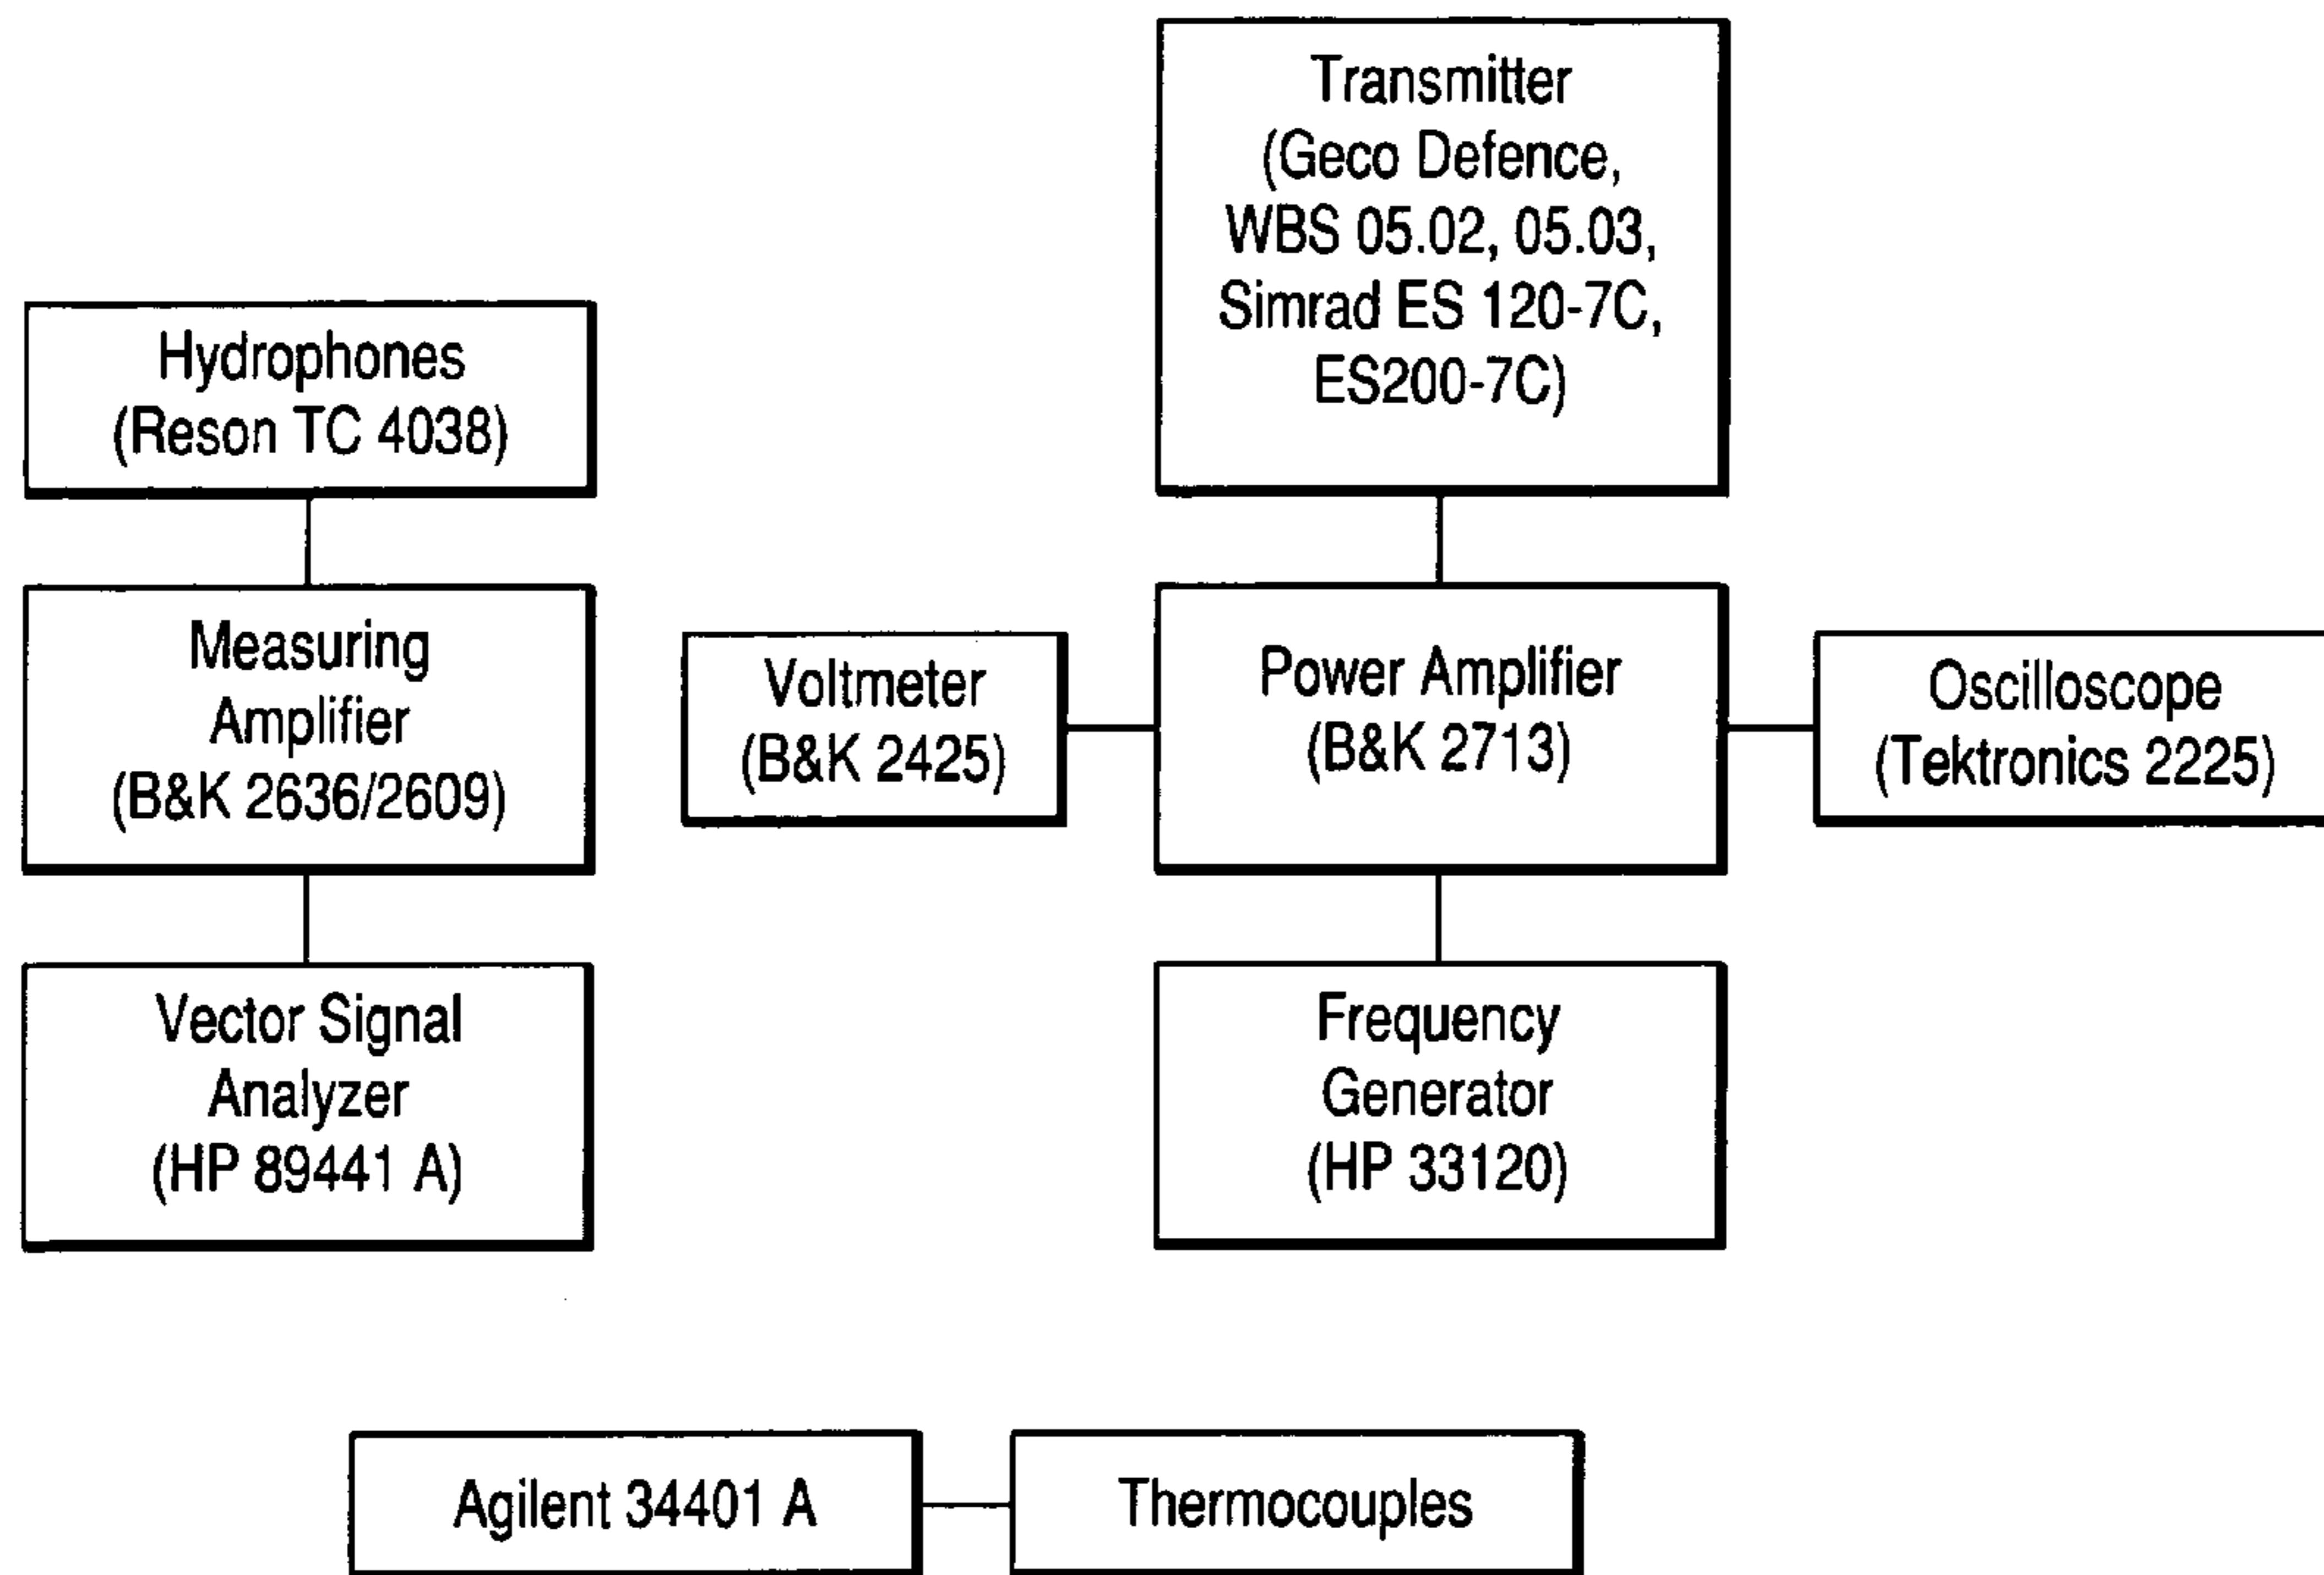 Transmitter
(Geco Defence,
WBS 05.02, 05.03,
Simrad ES 120-7C,
ES200-7C)
Hydrophones
(Reson TC 4038)
Measuring
Amplifier
(B&K 2636/2609)
Voltmeter
(B&K 2425)
Power Amplifier
(B&K 2713)
Oscilloscope
(Tektronics 2225)
Vector Signal
Analyzer
(HP 89441 A)
Frequency
Generator
(HP 33120)
Agilent 34401 A
Thermocouples